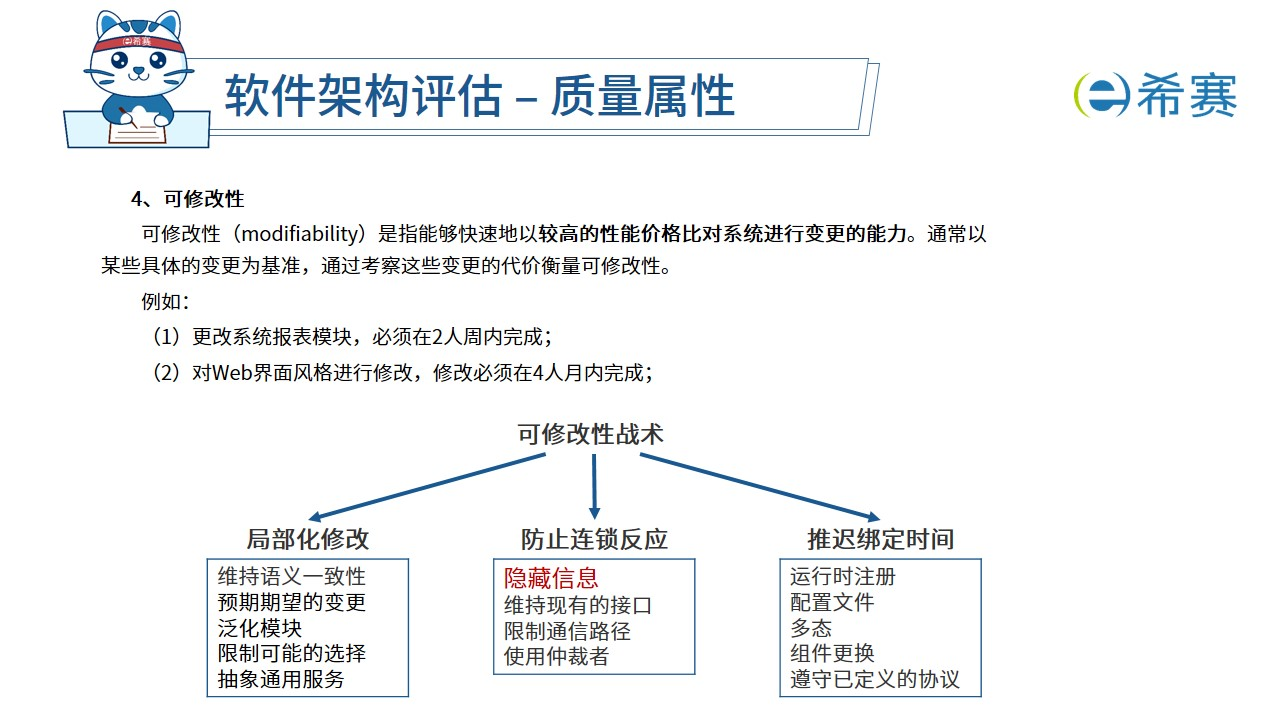 希赛
软件架构评估 – 质量属性
希赛
4、可修改性
可修改性（modifiability）是指能够快速地以较高的性能价格比对系统进行变更的能力。通常以
某些具体的变更为基准，通过考察这些变更的代价衡量可修改性。
例如：
（1）更改系统报表模块，必须在2人周内完成；
（2）对Web界面风格进行修改，修改必须在4人月内完成；
可修改性战术
局部化修改
维持语义一致性
预期期望的变更
泛化模块
限制可能的选择
抽象通用服务
防止连锁反应
隐藏信息
维持现有的接口
限制通信路径
使用仲裁者
推迟绑定时间
运行时注册
配置文件
多态
组件更换
遵守已定义的协议